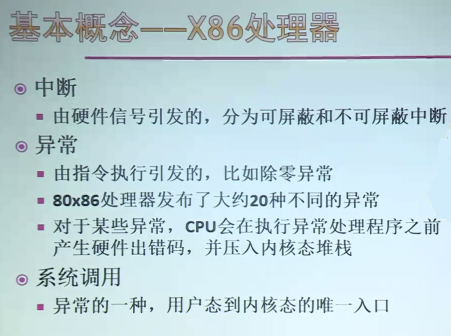 基本概念——X86处理器
中断
由硬件信号引发的，分为可屏蔽和不可屏蔽中断
异常
由指令执行引发的，比如除零异常
80x86处理器发布了大约20种不同的异常
对于某些异常，CPU会在执行异常处理程序之前
产生硬件出错码，并压入内核态堆栈
系统调用
异常的一种，用户态到内核态的唯一入口